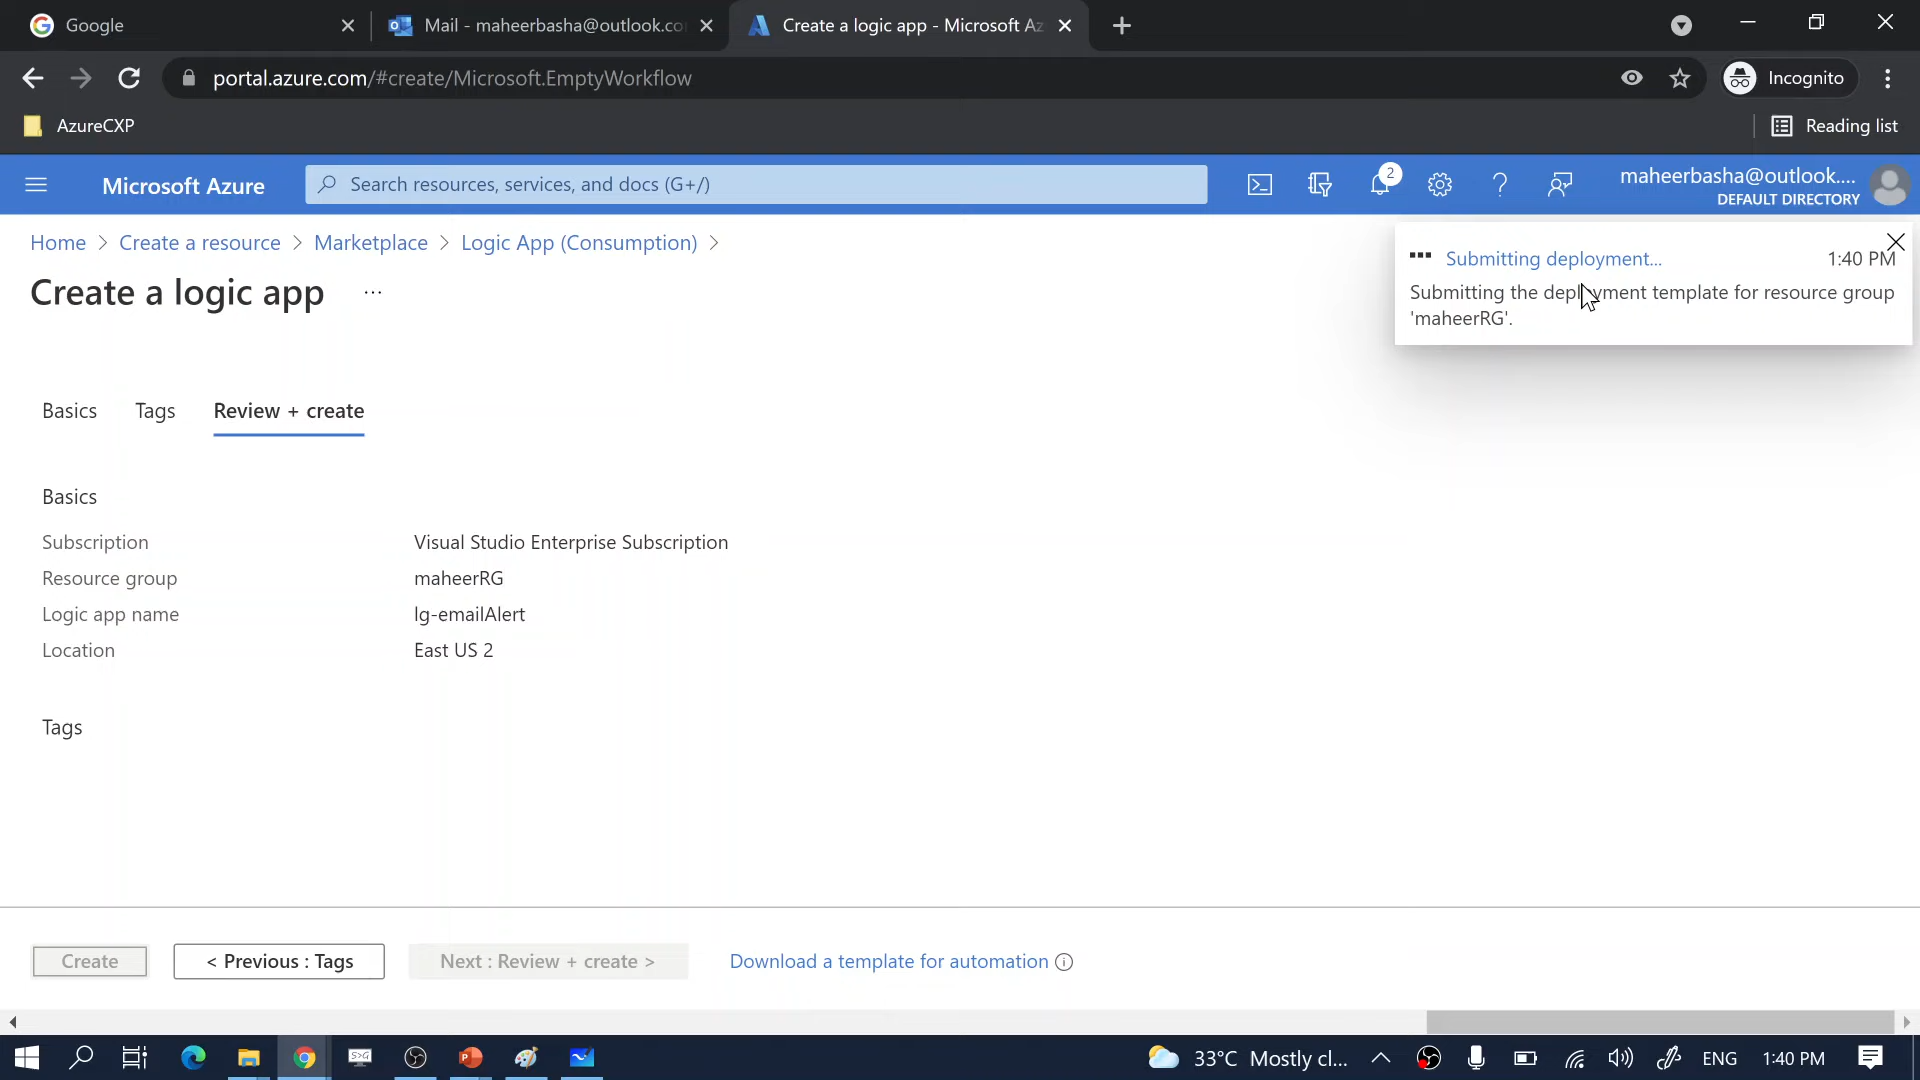 Google
Mail - maheerbasha@outlook.co
Create a logic app - Microsoft Az
portal.azure.com/#create/Microsoft.EmptyWorkflow
Incognito
AzureCXP
Reading list
Microsoft Azure
Search resources, services, and docs (G+/)
2
maheerbasha@outlook....
DEFAULT DIRECTORY
Home > Create a resource > Marketplace > Logic App (Consumption) >
Create a logic app ...
Submitting deployment...
1:40 PM
Submitting the deployment template for resource group
'maheerRG'.
Basics
Tags
Review + create
Basics
Subscription
Visual Studio Enterprise Subscription
Resource group
maheerRG
Logic app name
lg-emailAlert
Location
East US 2
Tags
Create
< Previous : Tags
Next : Review + create >
Download a template for automation
33°C Mostly cl...
ENG
1:40 PM